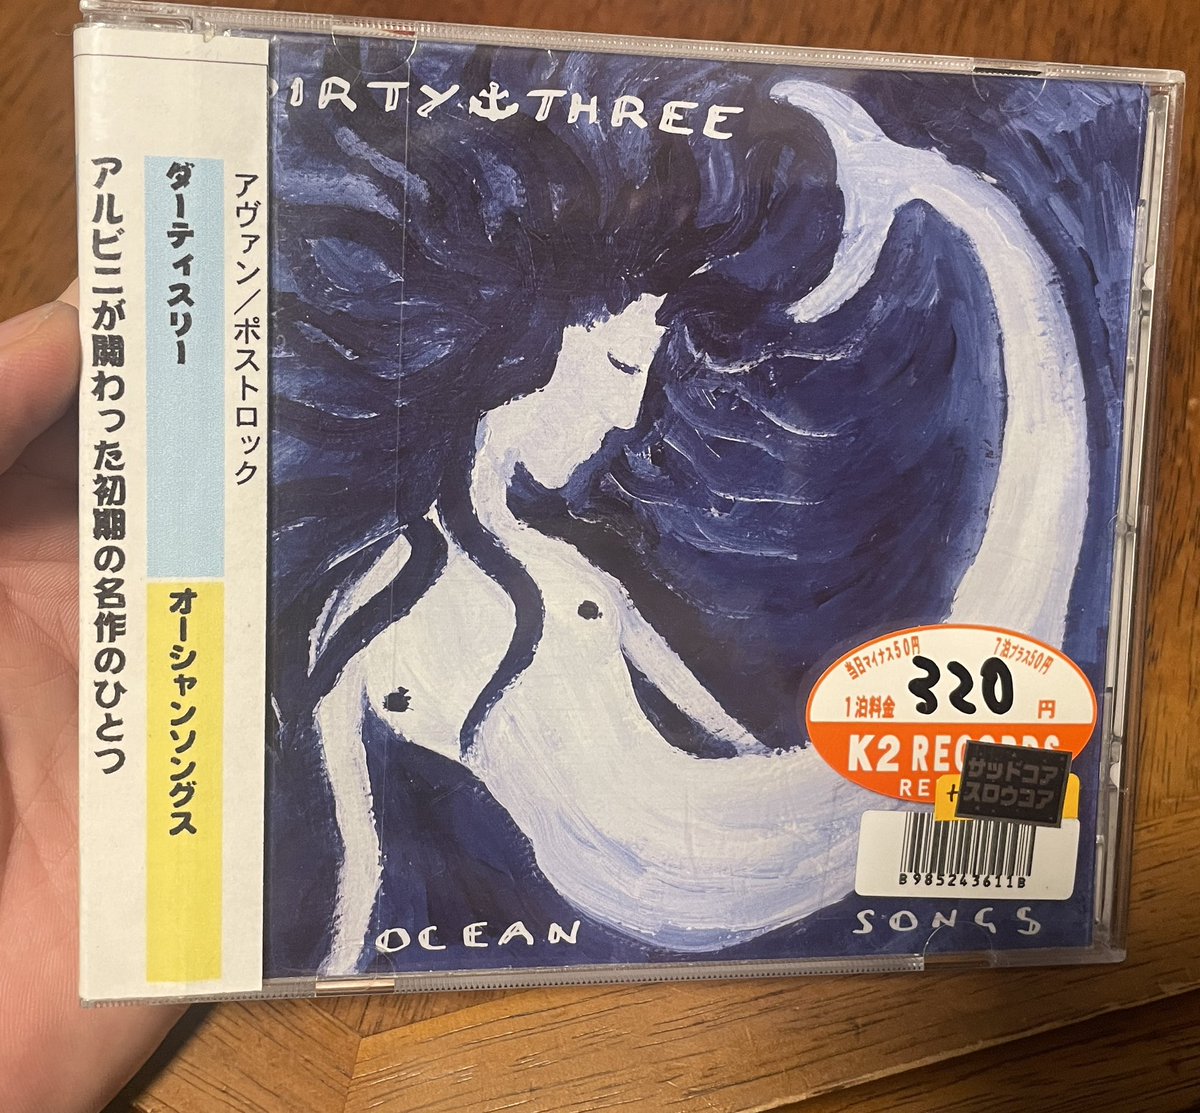 アルビニが関わった初期の名作のひとつ
ダーティスリー
オーシャンソングス
アヴァン／ポストロック
DIRTY THREE
OCEAN SONGS
当日マイナス50円
7泊プラス50円
1泊料金 320 円
K2 RECORDS
+
サッドコア
スロウコア
B985243611B